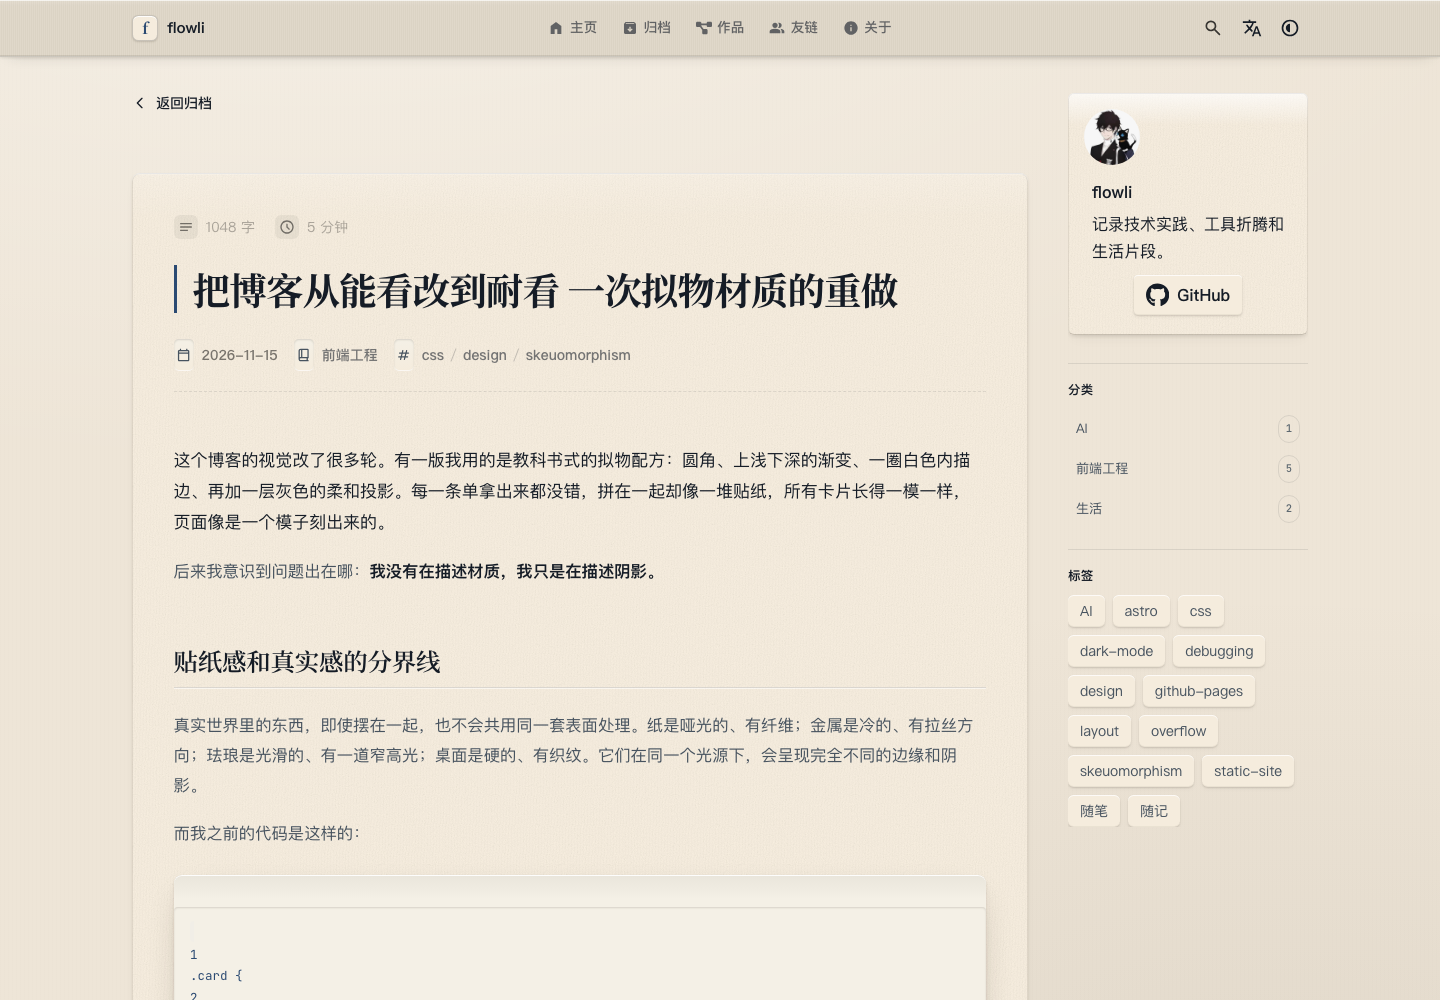 f flowli 主页 归档 作品 友链 关于
返回归档
1048 字 5 分钟
把博客从能看改到耐看 一次拟物材质的重做
2026-11-15 前端工程 # css / design / skeuomorphism
这个博客的视觉改了很多轮。有一版我用的是教科书式的拟物配方：圆角、上浅下深的渐变、一圈白色内描
边、再加一层灰色的柔和投影。每一条单拿出来都没错，拼在一起却像一堆贴纸，所有卡片长得一模一样，
页面像是一个模子刻出来的。
后来我意识到问题出在哪：我没有在描述材质，我只是在描述阴影。
贴纸感和真实感的分界线
真实世界里的东西，即使摆在一起，也不会共用同一套表面处理。纸是哑光的、有纤维；金属是冷的、有拉丝方
向；珐琅是光滑的、有一道窄高光；桌面是硬的、有织纹。它们在同一个光源下，会呈现完全不同的边缘和阴
影。
而我之前的代码是这样的：
1
.card {
2
flowli
记录技术实践、工具折腾和
生活片段。
GitHub
分类
AI 1
前端工程 5
生活 2
标签
AI astro css
dark-mode debugging
design github-pages
layout overflow
skeuomorphism static-site
随笔 随记